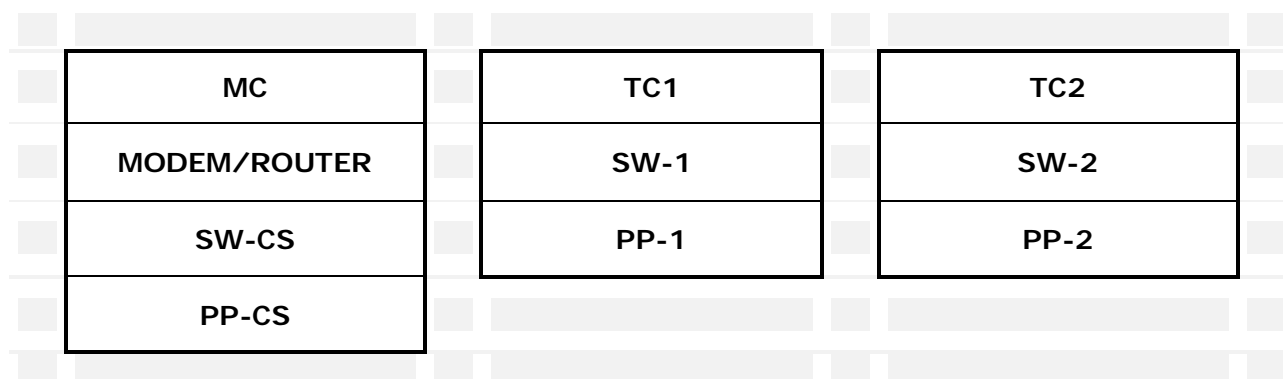 MC
MODEM/ROUTER
SW-CS
PP-CS
TC1
SW-1
PP-1
TC2
SW-2
PP-2